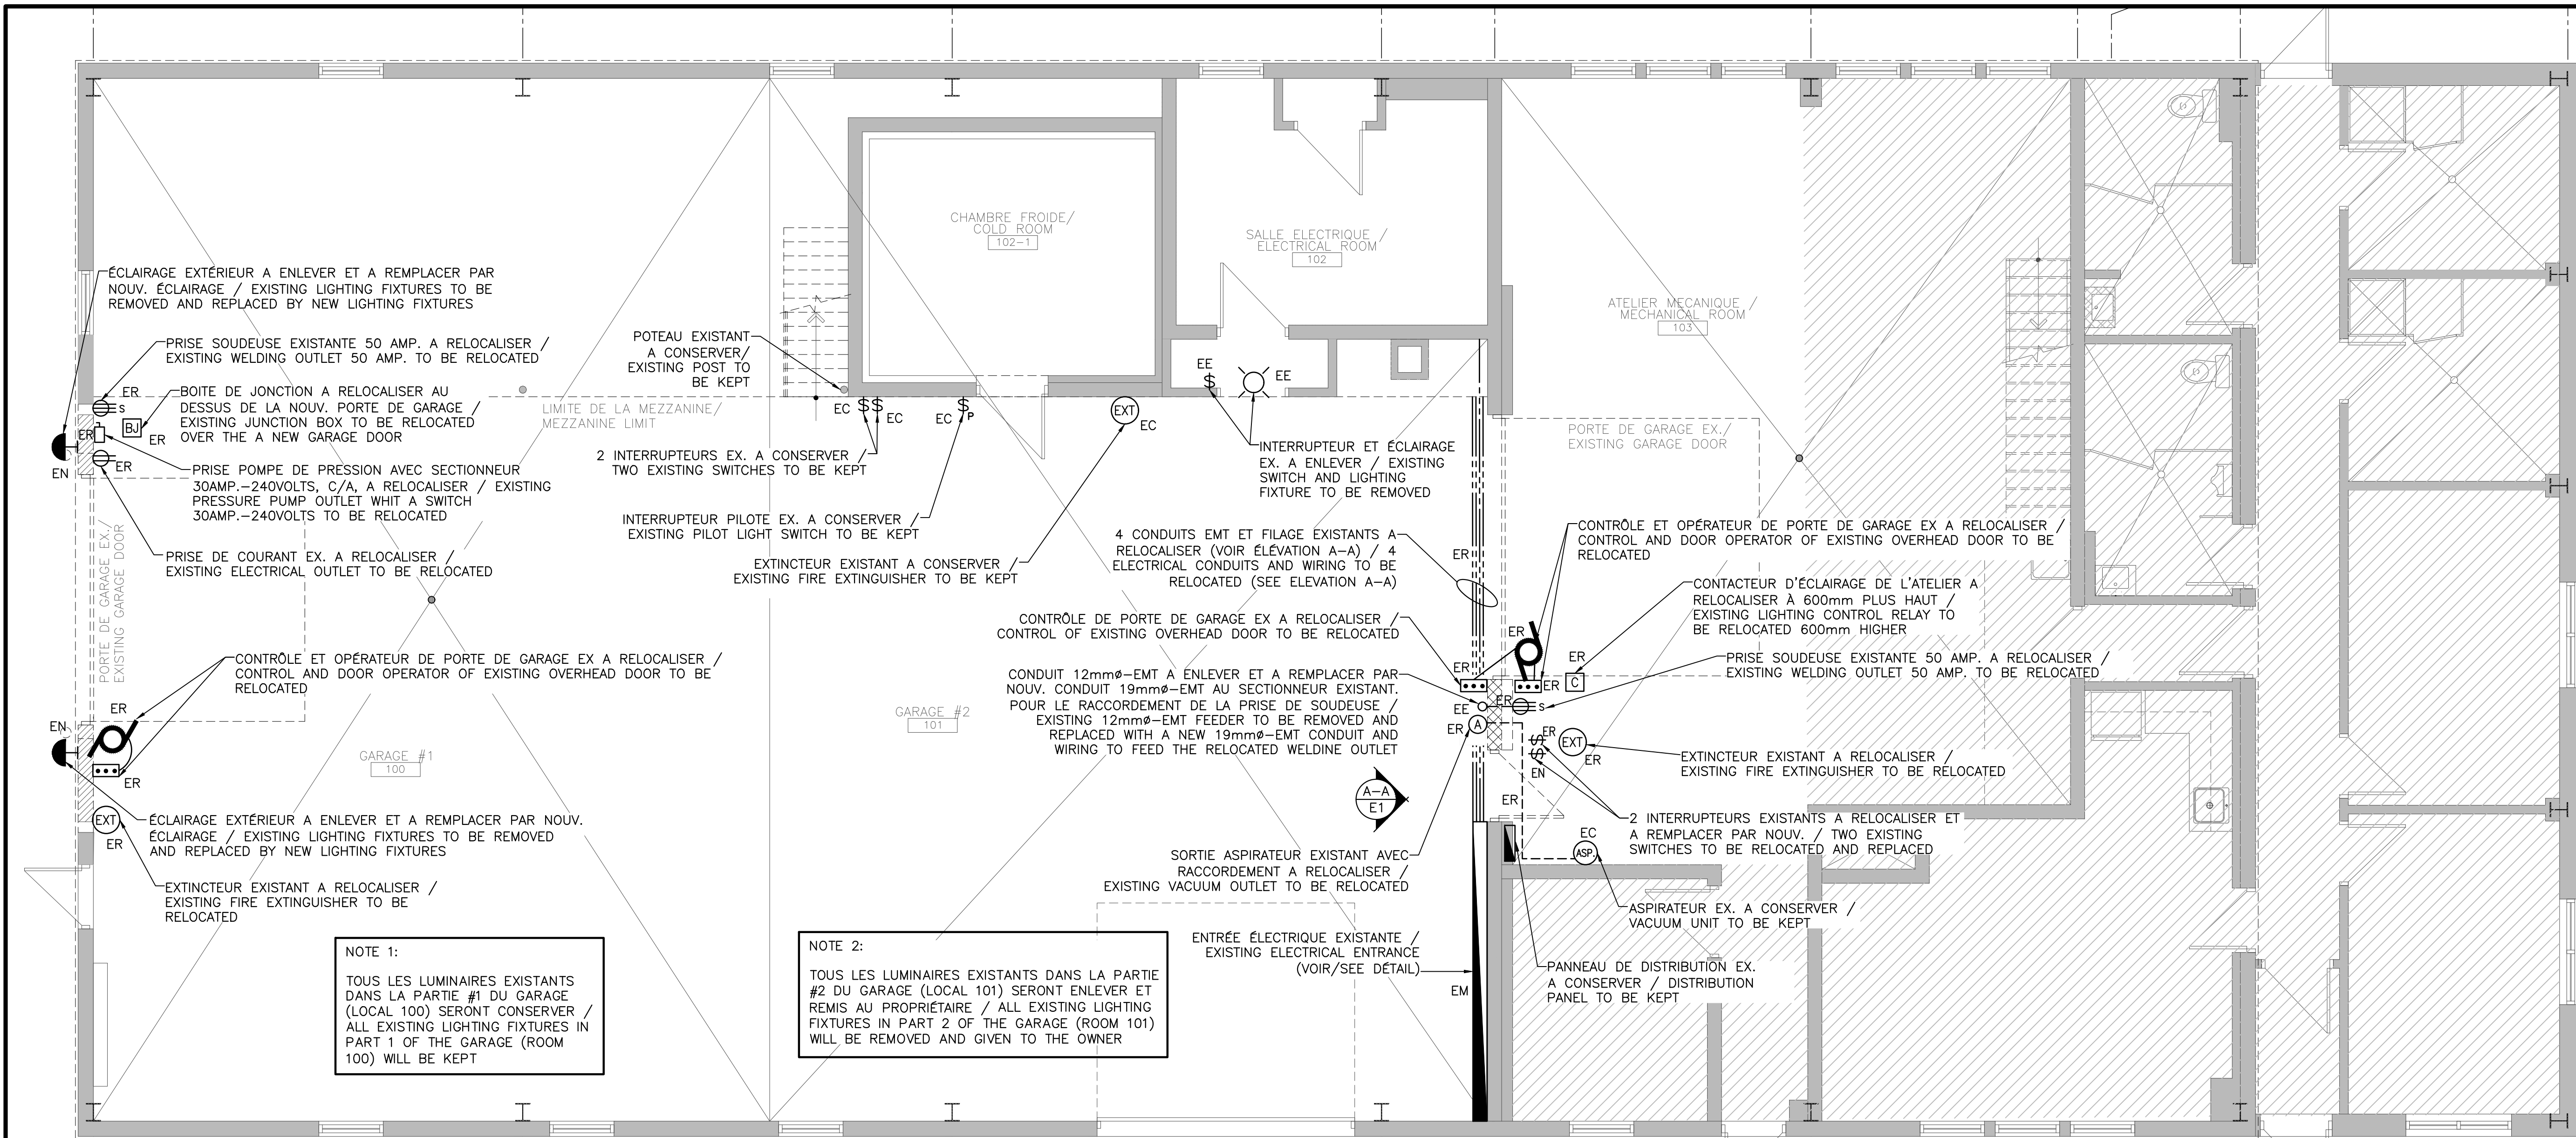 CHAMBRE FROIDE/
COLD ROOM
102-1
SALLE ELECTRIQUE /
ELECTRICAL ROOM
102
ATELIER MECANIQUE /
MECHANICAL ROOM
103
ÉCLAIRAGE EXTÉRIEUR A ENLEVER ET A REMPLACER PAR
NOUV. ÉCLAIRAGE / EXISTING LIGHTING FIXTURES TO BE
REMOVED AND REPLACED BY NEW LIGHTING FIXTURES
PRISE SOUDEUSE EXISTANTE 50 AMP. A RELOCALISER /
EXISTING WELDING OUTLET 50 AMP. TO BE RELOCATED
ER
S
BOITE DE JONCTION A RELOCALISER AU
DESSUS DE LA NOUV. PORTE DE GARAGE /
EXISTING JUNCTION BOX TO BE RELOCATED
OVER THE A NEW GARAGE DOOR
BJ
ER
ER
ER
EN
PRISE POMPE DE PRESSION AVEC SECTIONNEUR
30AMP.-240VOLTS, C/A, A RELOCALISER / EXISTING
PRESSURE PUMP OUTLET WHIT A SWITCH
30AMP.-240VOLTS TO BE RELOCATED
PRISE DE COURANT EX. A RELOCALISER /
EXISTING ELECTRICAL OUTLET TO BE RELOCATED
PORTE DE GARAGE EX./
EXISTING GARAGE DOOR
POTEAU EXISTANT
A CONSERVER/
EXISTING POST TO
BE KEPT
LIMITE DE LA MEZZANINE/
MEZZANINE LIMIT
EC
$$
EC
EC
$
P
EXT
EC
2 INTERRUPTEURS EX. A CONSERVER /
TWO EXISTING SWITCHES TO BE KEPT
INTERRUPTEUR PILOTE EX. A CONSERVER /
EXISTING PILOT LIGHT SWITCH TO BE KEPT
EXTINCTEUR EXISTANT A CONSERVER /
EXISTING FIRE EXTINGUISHER TO BE KEPT
EE
$
EE
INTERRUPTEUR ET ÉCLAIRAGE
EX. A ENLEVER / EXISTING
SWITCH AND LIGHTING
FIXTURE TO BE REMOVED
PORTE DE GARAGE EX./
EXISTING GARAGE DOOR
4 CONDUITS EMT ET FILAGE EXISTANTS A
RELOCALISER (VOIR ÉLÉVATION A-A) / 4
ELECTRICAL CONDUITS AND WIRING TO BE
RELOCATED (SEE ELEVATION A-A)
ER
CONTRÔLE ET OPÉRATEUR DE PORTE DE GARAGE EX A RELOCALISER /
CONTROL AND DOOR OPERATOR OF EXISTING OVERHEAD DOOR TO BE
RELOCATED
CONTACTEUR D'ÉCLAIRAGE DE L'ATELIER A
RELOCALISER À 600mm PLUS HAUT /
EXISTING LIGHTING CONTROL RELAY TO
BE RELOCATED 600mm HIGHER
CONTRÔLE DE PORTE DE GARAGE EX A RELOCALISER /
CONTROL OF EXISTING OVERHEAD DOOR TO BE RELOCATED
ER
ER
ER
ER
C
PRISE SOUDEUSE EXISTANTE 50 AMP. A RELOCALISER /
EXISTING WELDING OUTLET 50 AMP. TO BE RELOCATED
CONTRÔLE ET OPÉRATEUR DE PORTE DE GARAGE EX A RELOCALISER /
CONTROL AND DOOR OPERATOR OF EXISTING OVERHEAD DOOR TO BE
RELOCATED
CONDUIT 12mmø-EMT A ENLEVER ET A REMPLACER PAR
NOUV. CONDUIT 19mmø-EMT AU SECTIONNEUR EXISTANT.
POUR LE RACCORDEMENT DE LA PRISE DE SOUDEUSE /
EXISTING 12mmø-EMT FEEDER TO BE REMOVED AND
REPLACED WITH A NEW 19mmø-EMT CONDUIT AND
WIRING TO FEED THE RELOCATED WELDINE OUTLET
EE
ER
S
ER
A
ER
$
$
EN
EXT
ER
EXTINCTEUR EXISTANT A RELOCALISER /
EXISTING FIRE EXTINGUISHER TO BE RELOCATED
GARAGE #2
101
GARAGE #1
100
ER
EN
ER
EXT
ER
ÉCLAIRAGE EXTÉRIEUR A ENLEVER ET A REMPLACER PAR NOUV.
ÉCLAIRAGE / EXISTING LIGHTING FIXTURES TO BE REMOVED
AND REPLACED BY NEW LIGHTING FIXTURES
EXTINCTEUR EXISTANT A RELOCALISER /
EXISTING FIRE EXTINGUISHER TO BE
RELOCATED
A-A
E1
ER
2 INTERRUPTEURS EXISTANTS A RELOCALISER ET
A REMPLACER PAR NOUV. / TWO EXISTING
SWITCHES TO BE RELOCATED AND REPLACED
EC
ASP.
SORTIE ASPIRATEUR EXISTANT AVEC
RACCORDEMENT A RELOCALISER /
EXISTING VACUUM OUTLET TO BE RELOCATED
ASPIRATEUR EX. A CONSERVER /
VACUUM UNIT TO BE KEPT
ENTRÉE ÉLECTRIQUE EXISTANTE /
EXISTING ELECTRICAL ENTRANCE
(VOIR/SEE DÉTAIL)
EM
PANNEAU DE DISTRIBUTION EX.
A CONSERVER / DISTRIBUTION
PANEL TO BE KEPT
NOTE 1:
TOUS LES LUMINAIRES EXISTANTS
DANS LA PARTIE #1 DU GARAGE
(LOCAL 100) SERONT CONSERVER /
ALL EXISTING LIGHTING FIXTURES IN
PART 1 OF THE GARAGE (ROOM
100) WILL BE KEPT
NOTE 2:
TOUS LES LUMINAIRES EXISTANTS DANS LA PARTIE
#2 DU GARAGE (LOCAL 101) SERONT ENLEVER ET
REMIS AU PROPRIÉTAIRE / ALL EXISTING LIGHTING
FIXTURES IN PART 2 OF THE GARAGE (ROOM 101)
WILL BE REMOVED AND GIVEN TO THE OWNER